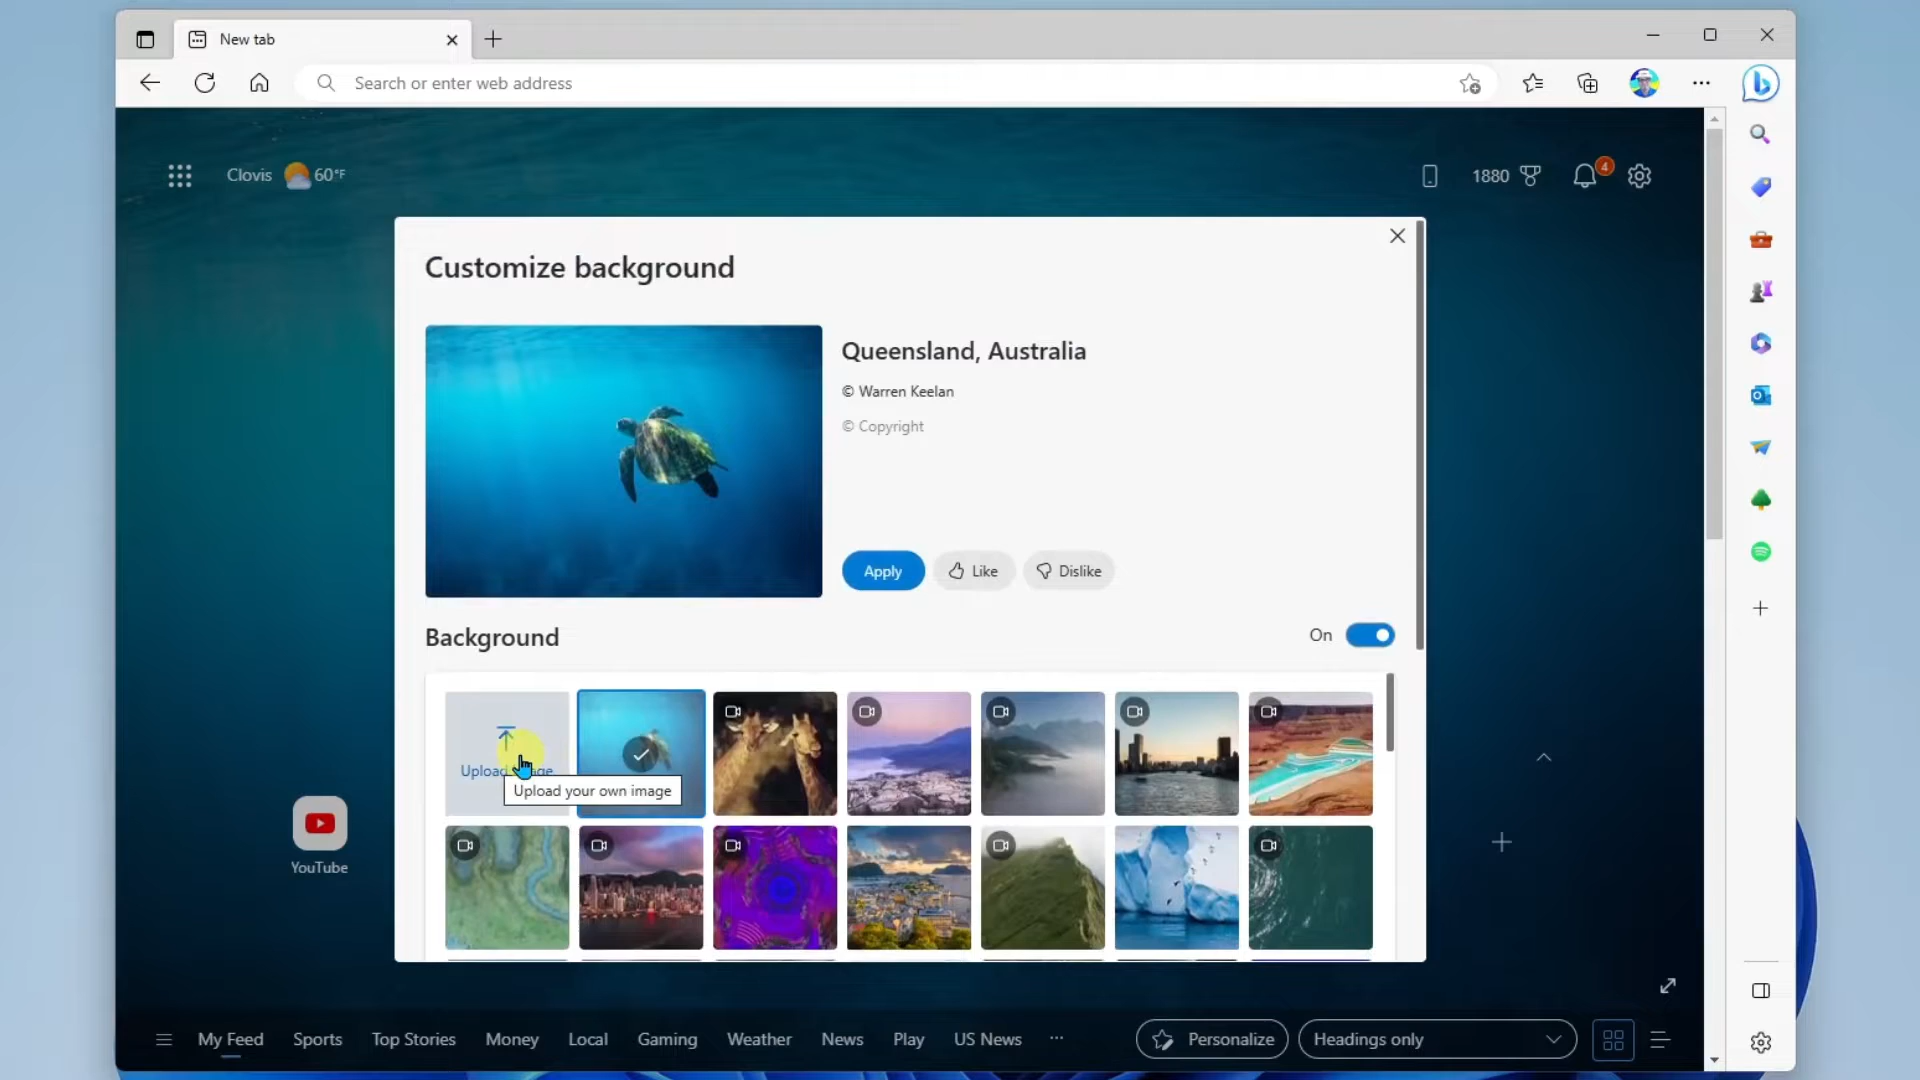 New tab
Search or enter web address
Clovis 60°F
1880
4
Customize background
Queensland, Australia
© Warren Keelan
© Copyright
Apply Like Dislike
Background
On
Upload
Upload your own image
YouTube
My Feed Sports Top Stories Money Local Gaming Weather News Play US News ... Personalize Headings only